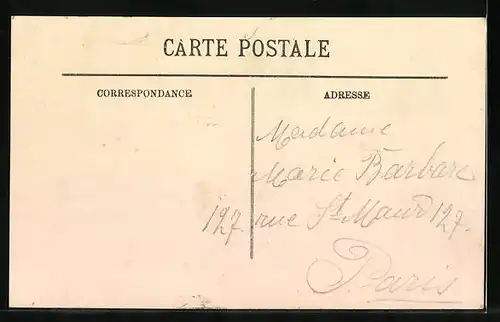 CARTE POSTALE
CORRESPONDANCE
ADRESSE
Madame
Marie Barbare
127. rue St Maur 127.
Paris